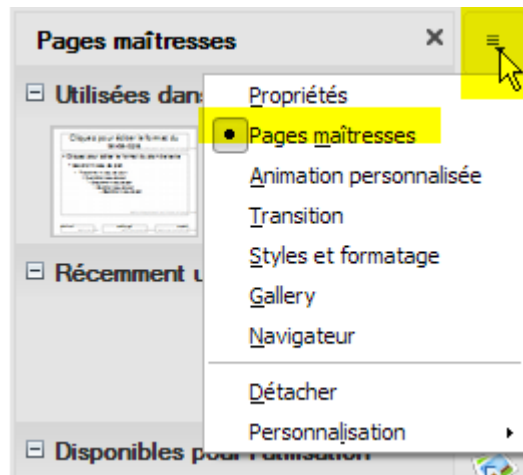 Pages maîtresses
Utilisées dans
Propriétés
Pages maîtresses
Animation personnalisée
Transition
Styles et formatage
Récemment u
Gallery
Navigateur
Détacher
Personnalisation
Disponibles pour l'utilisation